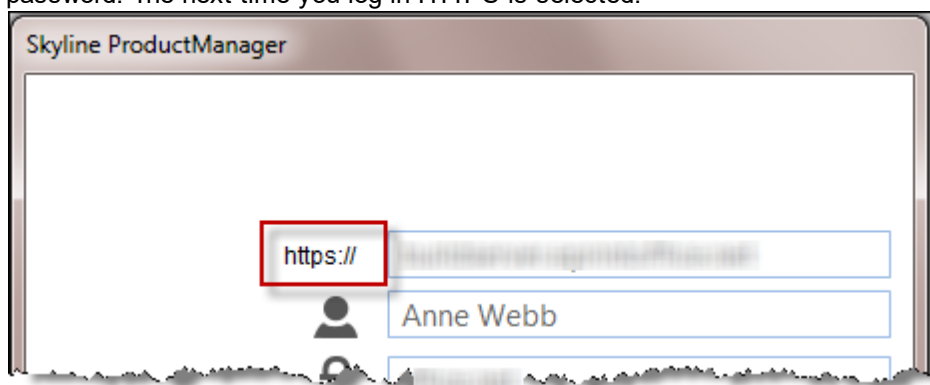 password. The next time you log in HTTPS is selected.
Skyline ProductManager
https://
Anne Webb